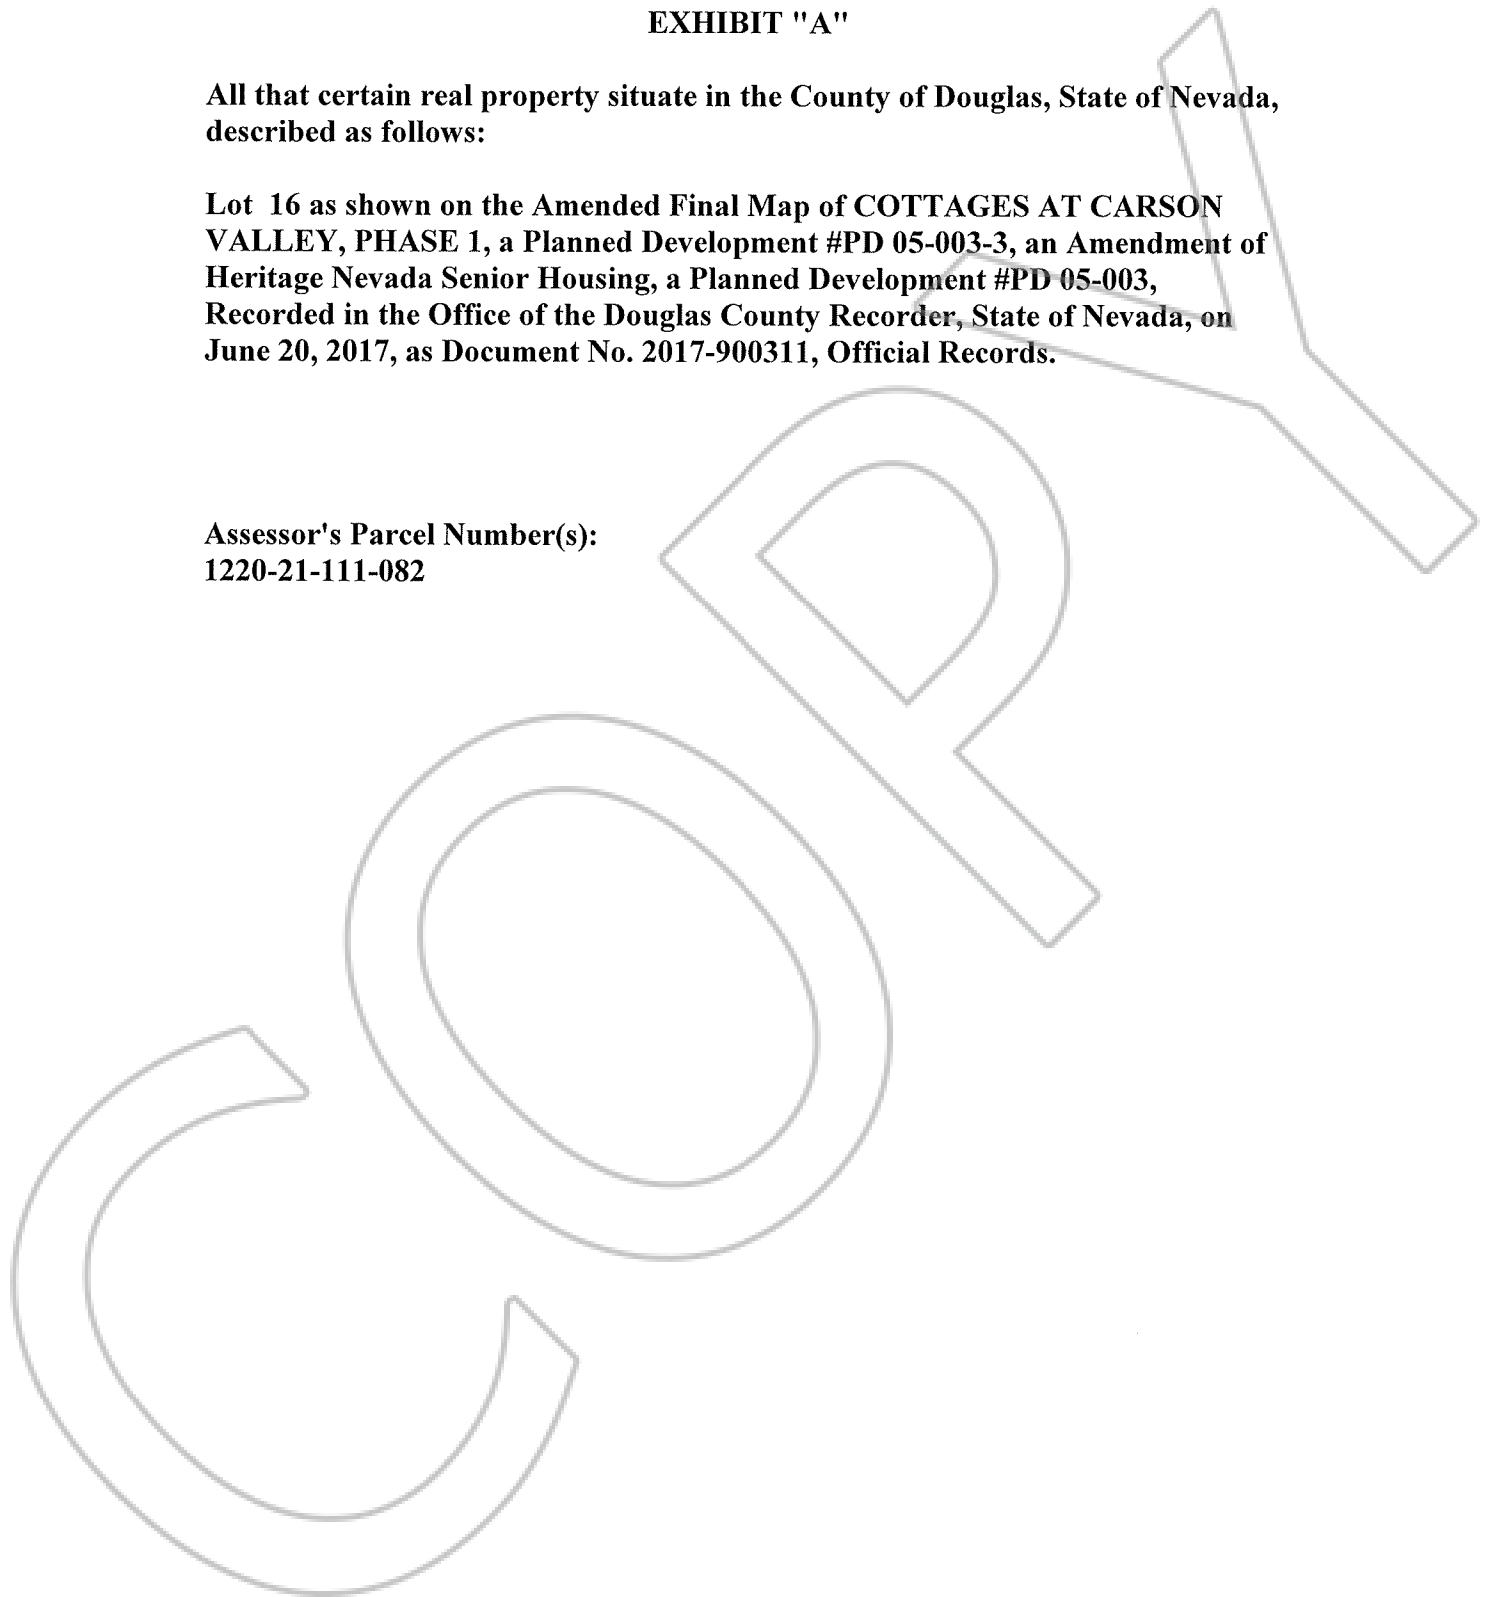 EXHIBIT "A"
All that certain real property situate in the County of Douglas, State of Nevada,
described as follows:
Lot  16 as shown on the Amended Final Map of COTTAGES AT CARSON
VALLEY, PHASE 1, a Planned Development #PD 05-003-3, an Amendment of
Heritage Nevada Senior Housing, a Planned Development #PD 05-003,
Recorded in the Office of the Douglas County Recorder, State of Nevada, on
June 20, 2017, as Document No. 2017-900311, Official Records.
Assessor's Parcel Number(s):
1220-21-111-082
COPY